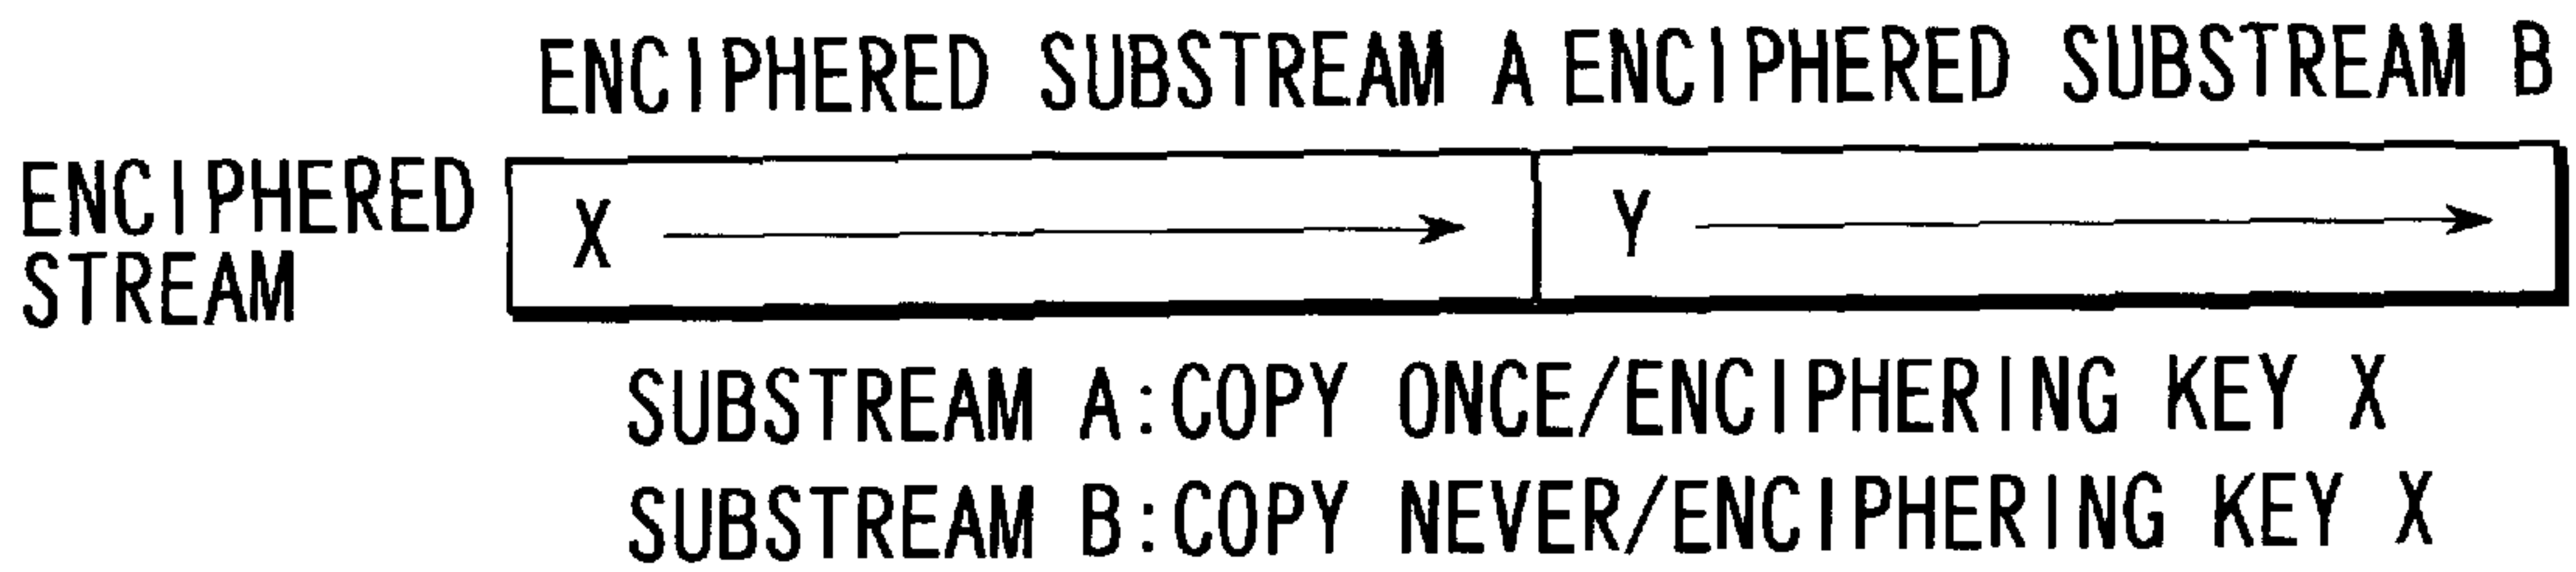 ENCIPHERED SUBSTREAM A ENCIPHERED SUBSTREAM B
ENCIPHERED
STREAM
X
Y
SUBSTREAM A:COPY ONCE/ENCIPHERING KEY X
SUBSTREAM B:COPY NEVER/ENCIPHERING KEY X